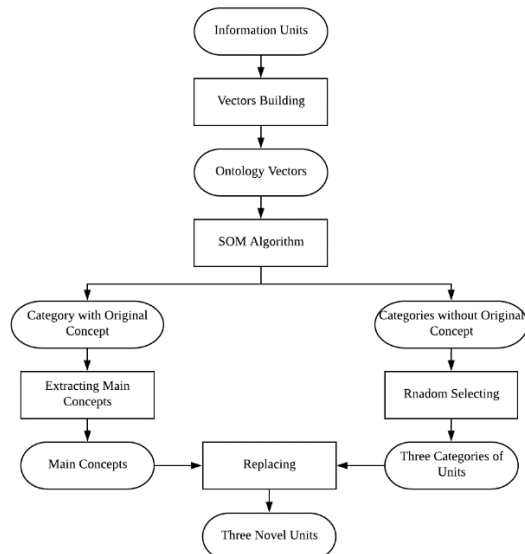 Information Units
Vectors Building
Ontology Vectors
SOM Algorithm
Category with Original
Concept
Categories without Original
Concept
Extracting Main
Concepts
Rnadom Selecting
Main Concepts
Replacing
Three Categories of
Units
Three Novel Units